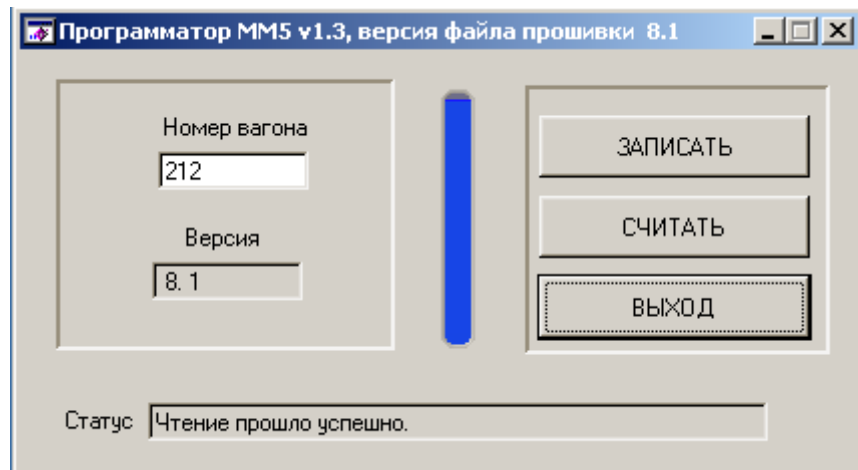 Программатор ММ5 v1.3, версия файла прошивки 8.1
Номер вагона
212
Версия
8. 1
ЗАПИСАТЬ
СЧИТАТЬ
ВЫХОД
Статус Чтение прошло успешно.